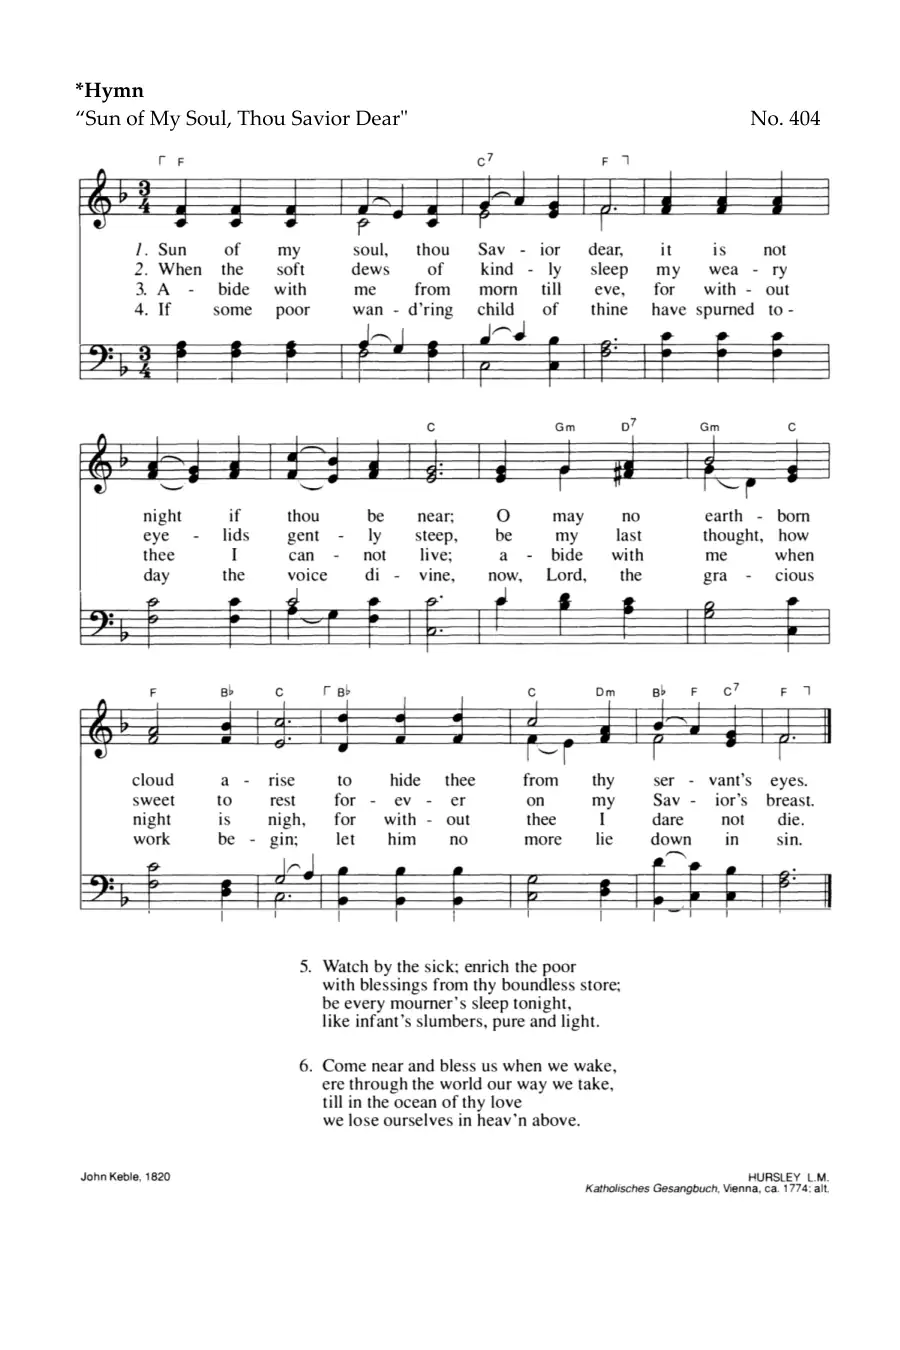 *Hymn
“Sun of My Soul, Thou Savior Dear" No. 404
F C7 F
3 4
1. Sun of my soul, thou Sav - ior dear, it is not
2. When the soft dews of kind - ly sleep my wea - ry
3. A - bide with me from morn till eve, for with - out
4. If some poor wan - d'ring child of thine have spurned to -
3 4
C Gm D7 Gm C
night if thou be near; O may no earth - born
eye - lids gent - ly steep, be my last thought, how
thee I can - not live; a - bide with me when
day the voice di - vine, now, Lord, the gra - cious
F B♭ C B♭ C Dm B♭ F C7 F
cloud a - rise to hide thee from thy ser - vant's eyes.
sweet to rest for - ev - er on my Sav - ior's breast.
night is nigh, for with - out thee I dare not die.
work be - gin; let him no more lie down in sin.
5. Watch by the sick; enrich the poor
with blessings from thy boundless store;
be every mourner's sleep tonight,
like infant's slumbers, pure and light.
6. Come near and bless us when we wake,
ere through the world our way we take,
till in the ocean of thy love
we lose ourselves in heav'n above.
John Keble, 1820 HURSLEY L.M.
Katholisches Gesangbuch, Vienna, ca. 1774; alt.